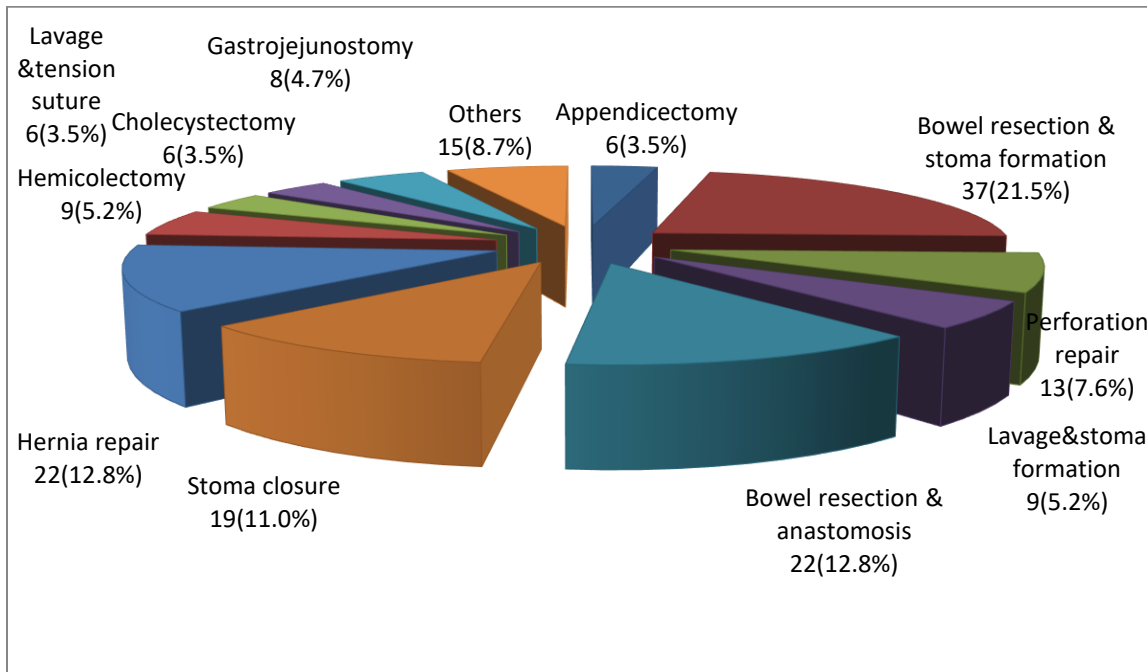 Lavage
&tension
suture
6(3.5%)
Gastrojejunostomy
8(4.7%)
Cholecystectomy
6(3.5%)
Hemicolectomy
9(5.2%)
Others
15(8.7%)
Appendicectomy
6(3.5%)
Bowel resection &
stoma formation
37(21.5%)
Perforation
repair
13(7.6%)
Lavage&stoma
formation
9(5.2%)
Bowel resection &
anastomosis
22(12.8%)
Stoma closure
19(11.0%)
Hernia repair
22(12.8%)